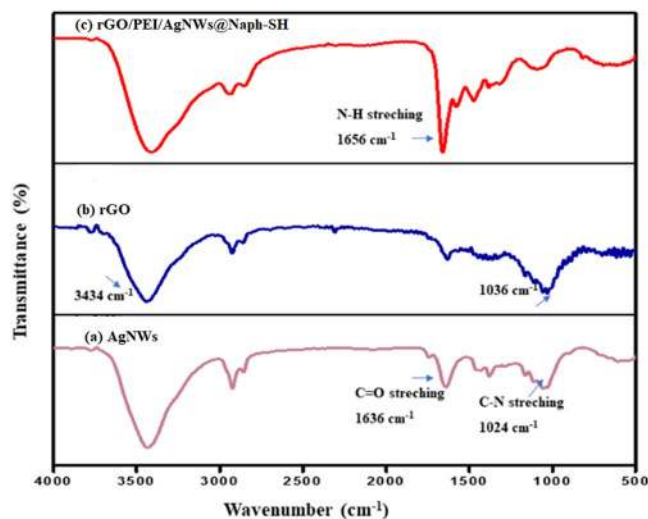 (c) rGO/PEI/AgNWs@Naph-SH
N-H streching
1656 cm⁻¹
(b) rGO
3434 cm⁻¹
1036 cm⁻¹
(a) AgNWs
C=O streching
1636 cm⁻¹
C-N streching
1024 cm⁻¹
Transmittance (%)
4000 3500 3000 2500 2000 1500 1000 500
Wavenumber (cm⁻¹)